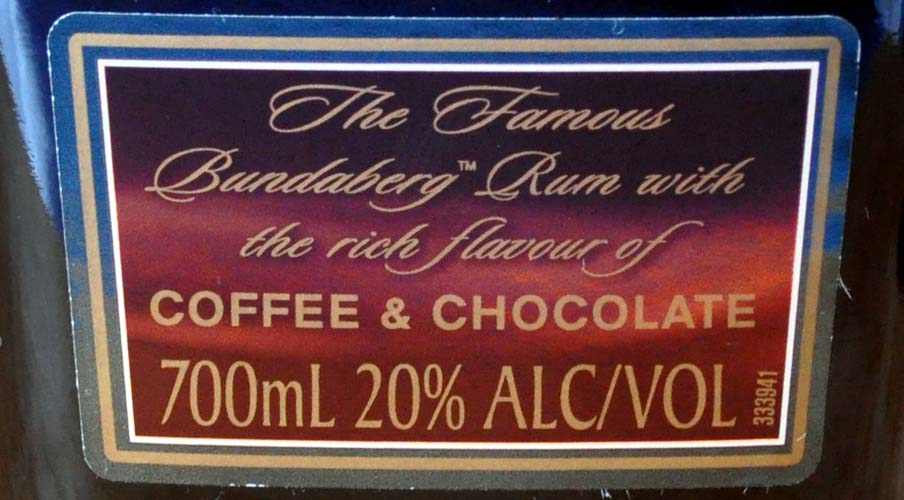 The Famous
Bundaberg™ Rum with
the rich flavour of
COFFEE & CHOCOLATE
700mL 20% ALC/VOL
333941